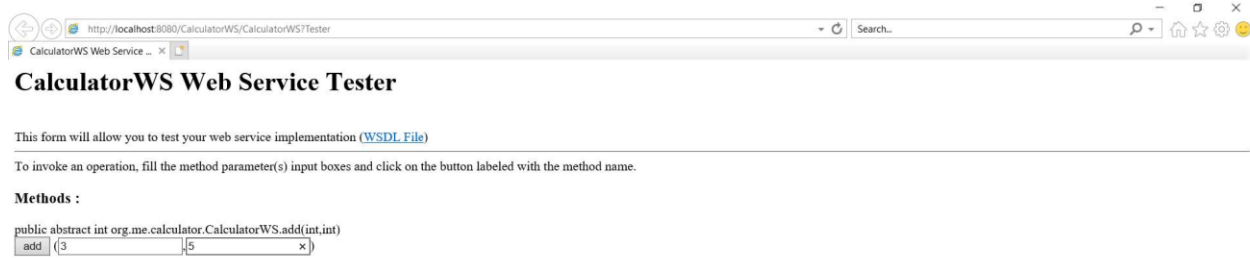 http://localhost:8080/CalculatorWS/CalculatorWS?Tester
Search...
CalculatorWS Web Service ...
CalculatorWS Web Service Tester
This form will allow you to test your web service implementation (WSDL File)
To invoke an operation, fill the method parameter(s) input boxes and click on the button labeled with the method name.
Methods :
public abstract int org.me.calculator.CalculatorWS.add(int,int)
add (3 ,5 )